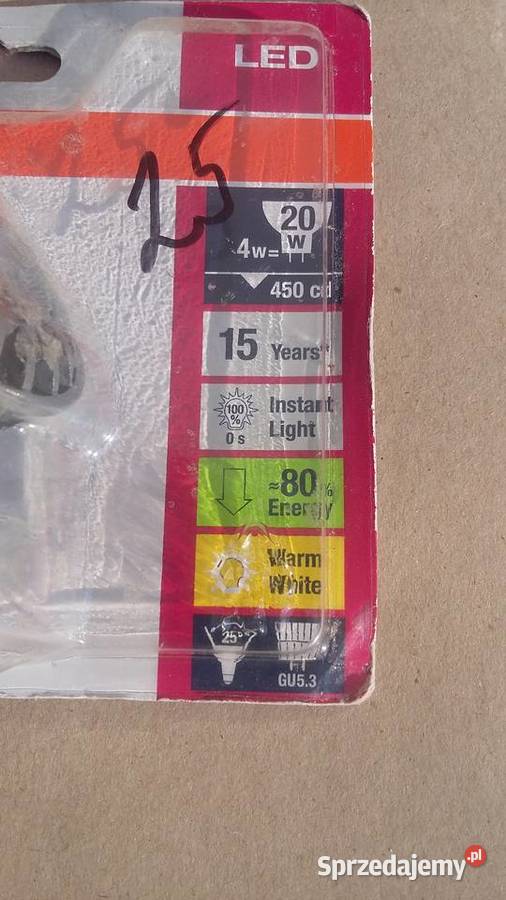 LED
25
20
W
4W=
450 cd
15 Years*
100
%
Instant
0 s
Light
≈80%
Energy
Warm
White
25°
GU5.3
Sprzedajemy.pl